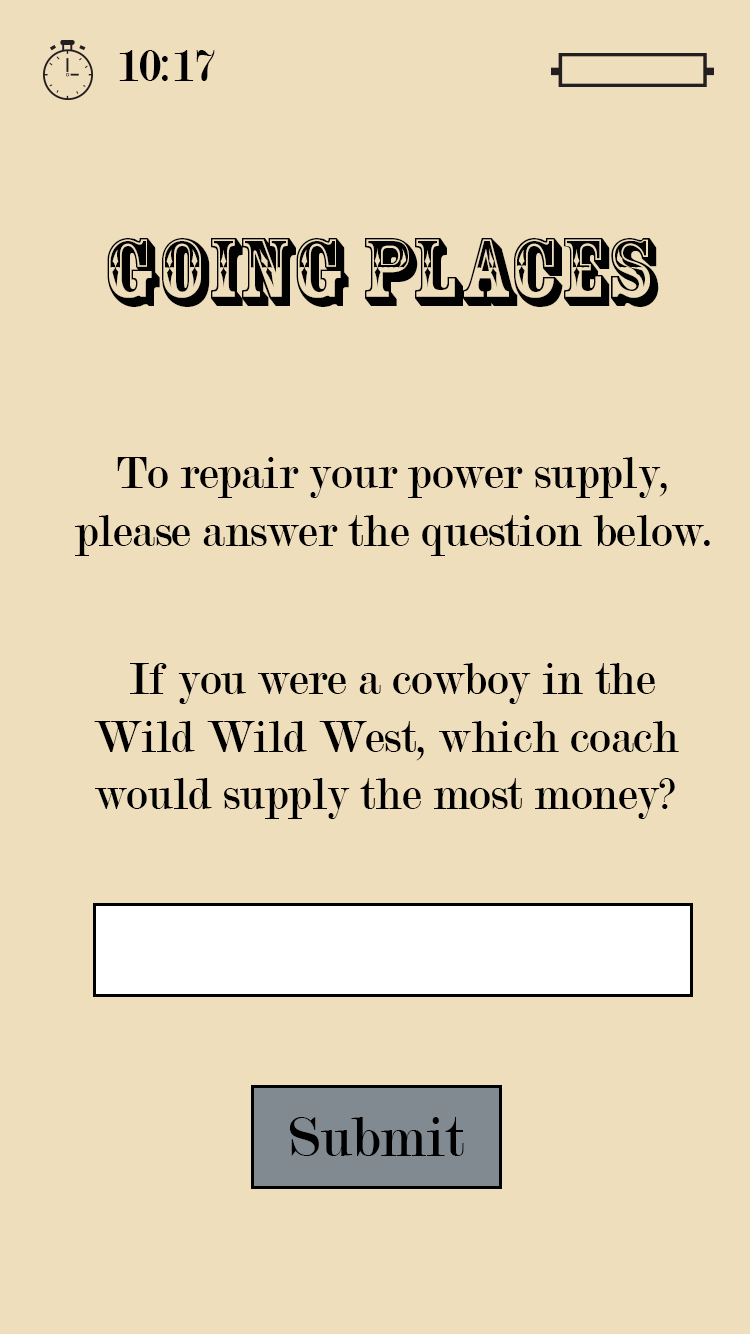 10:17
GOING PLACES
To repair your power supply,
please answer the question below.
If you were a cowboy in the
Wild Wild West, which coach
would supply the most money?
Submit